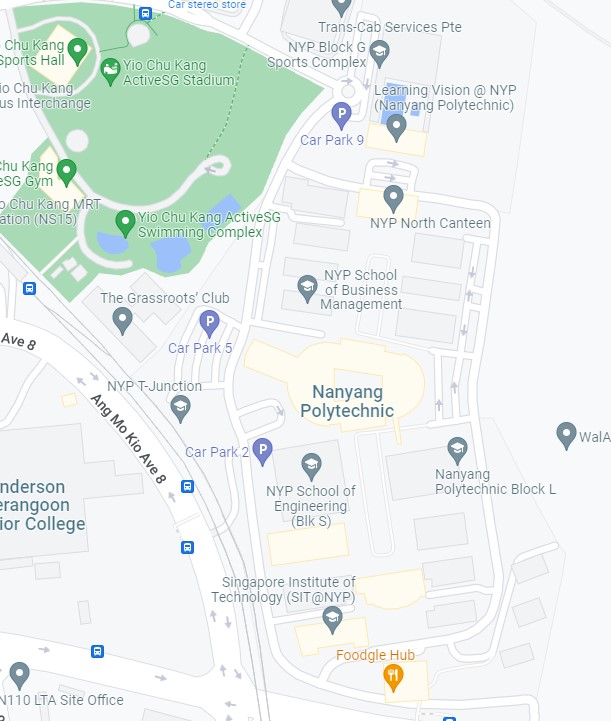 Car stereo store
Trans-Cab Services Pte
NYP Block G
Sports Complex
Chu Kang
Sports Hall
Yio Chu Kang
ActiveSG Stadium
Learning Vision @ NYP
(Nanyang Polytechnic)
io Chu Kang
us Interchange
P
Car Park 9
Chu Kang
eSG Gym
o Chu Kang MRT
ation (NS15)
Yio Chu Kang ActiveSG
Swimming Complex
NYP North Canteen
NYP School
of Business
Management
The Grassroots' Club
P
Car Park 5
Ave 8
NYP T-Junction
Nanyang
Polytechnic
Ang Mo Kio Ave 8
Car Park 2
P
WalA
Nanyang
Polytechnic Block L
NYP School of
Engineering
(Blk S)
nderson
erangoon
ior College
Singapore Institute of
Technology (SIT@NYP)
Foodgle Hub
N110 LTA Site Office